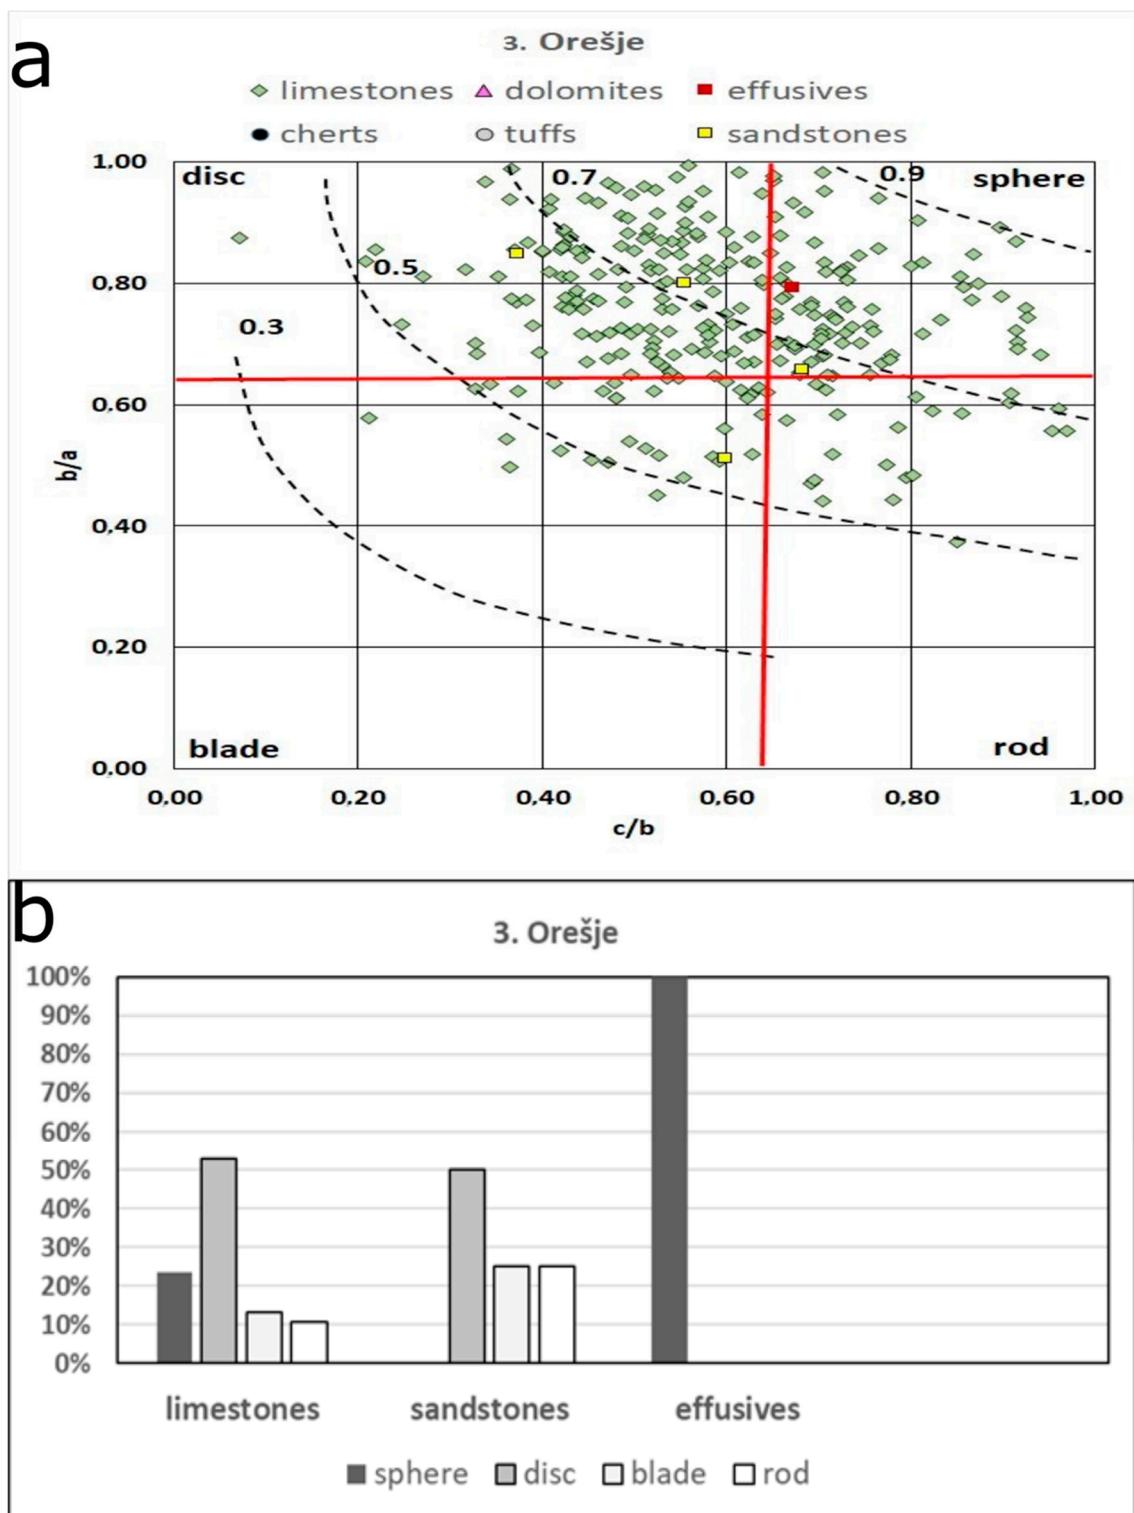 a
3. Orešje
limestones dolomites effusives
cherts tuffs sandstones
1,00
disc 0.7 0.9 sphere
0,80
0.5
0.3
0,60
b/a
0,40
0,20
blade rod
0,00
0,00 0,20 0,40 0,60 0,80 1,00
c/b
b
3. Orešje
100%
90%
80%
70%
60%
50%
40%
30%
20%
10%
0%
limestones sandstones effusives
sphere disc blade rod